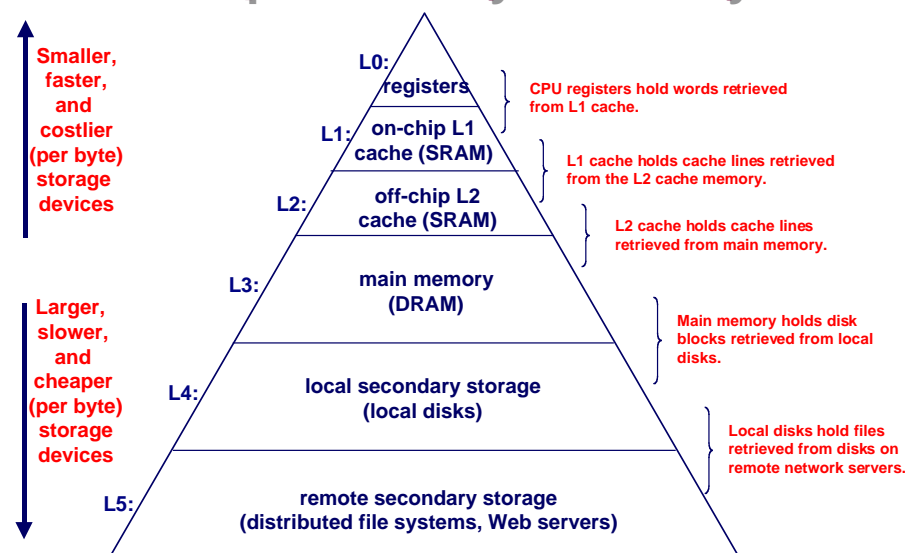 Smaller,
faster,
and
costlier
(per byte)
storage
devices
Larger,
slower,
and
cheaper
(per byte)
storage
devices
L0:
registers
L1:
on-chip L1
cache (SRAM)
L2:
off-chip L2
cache (SRAM)
L3:
main memory
(DRAM)
L4:
local secondary storage
(local disks)
L5:
remote secondary storage
(distributed file systems, Web servers)
CPU registers hold words retrieved
from L1 cache.
L1 cache holds cache lines retrieved
from the L2 cache memory.
L2 cache holds cache lines
retrieved from main memory.
Main memory holds disk
blocks retrieved from local
disks.
Local disks hold files
retrieved from disks on
remote network servers.